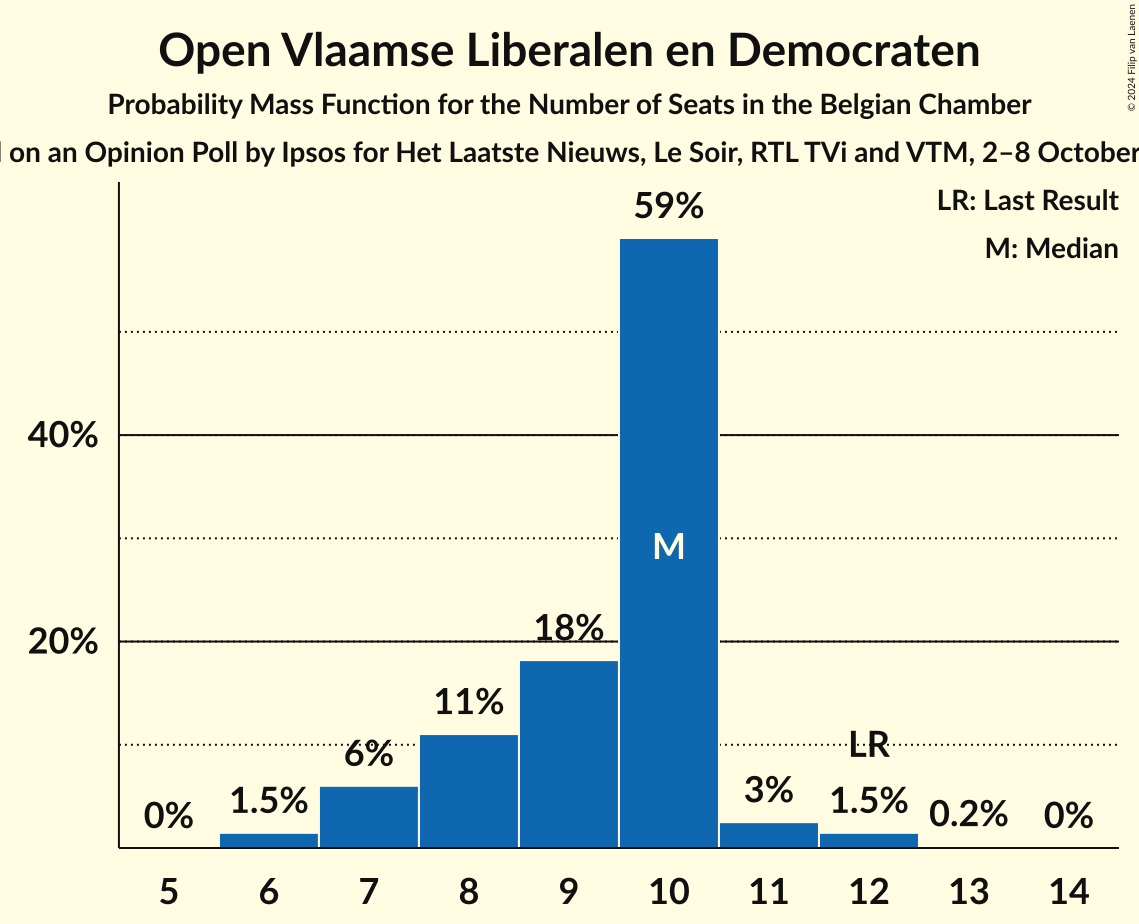 Open Vlaamse Liberalen en Democraten
Probability Mass Function for the Number of Seats in the Belgian Chamber
on an Opinion Poll by Ipsos for Het Laatste Nieuws, Le Soir, RTL TVi and VTM, 2–8 October
© 2024 Filip van Laenen
LR: Last Result
M: Median
59%
40%
M
20%
18%
11%
6%
LR
1.5%
3%
1.5%
0%
0.2%
0%
5 6 7 8 9 10 11 12 13 14